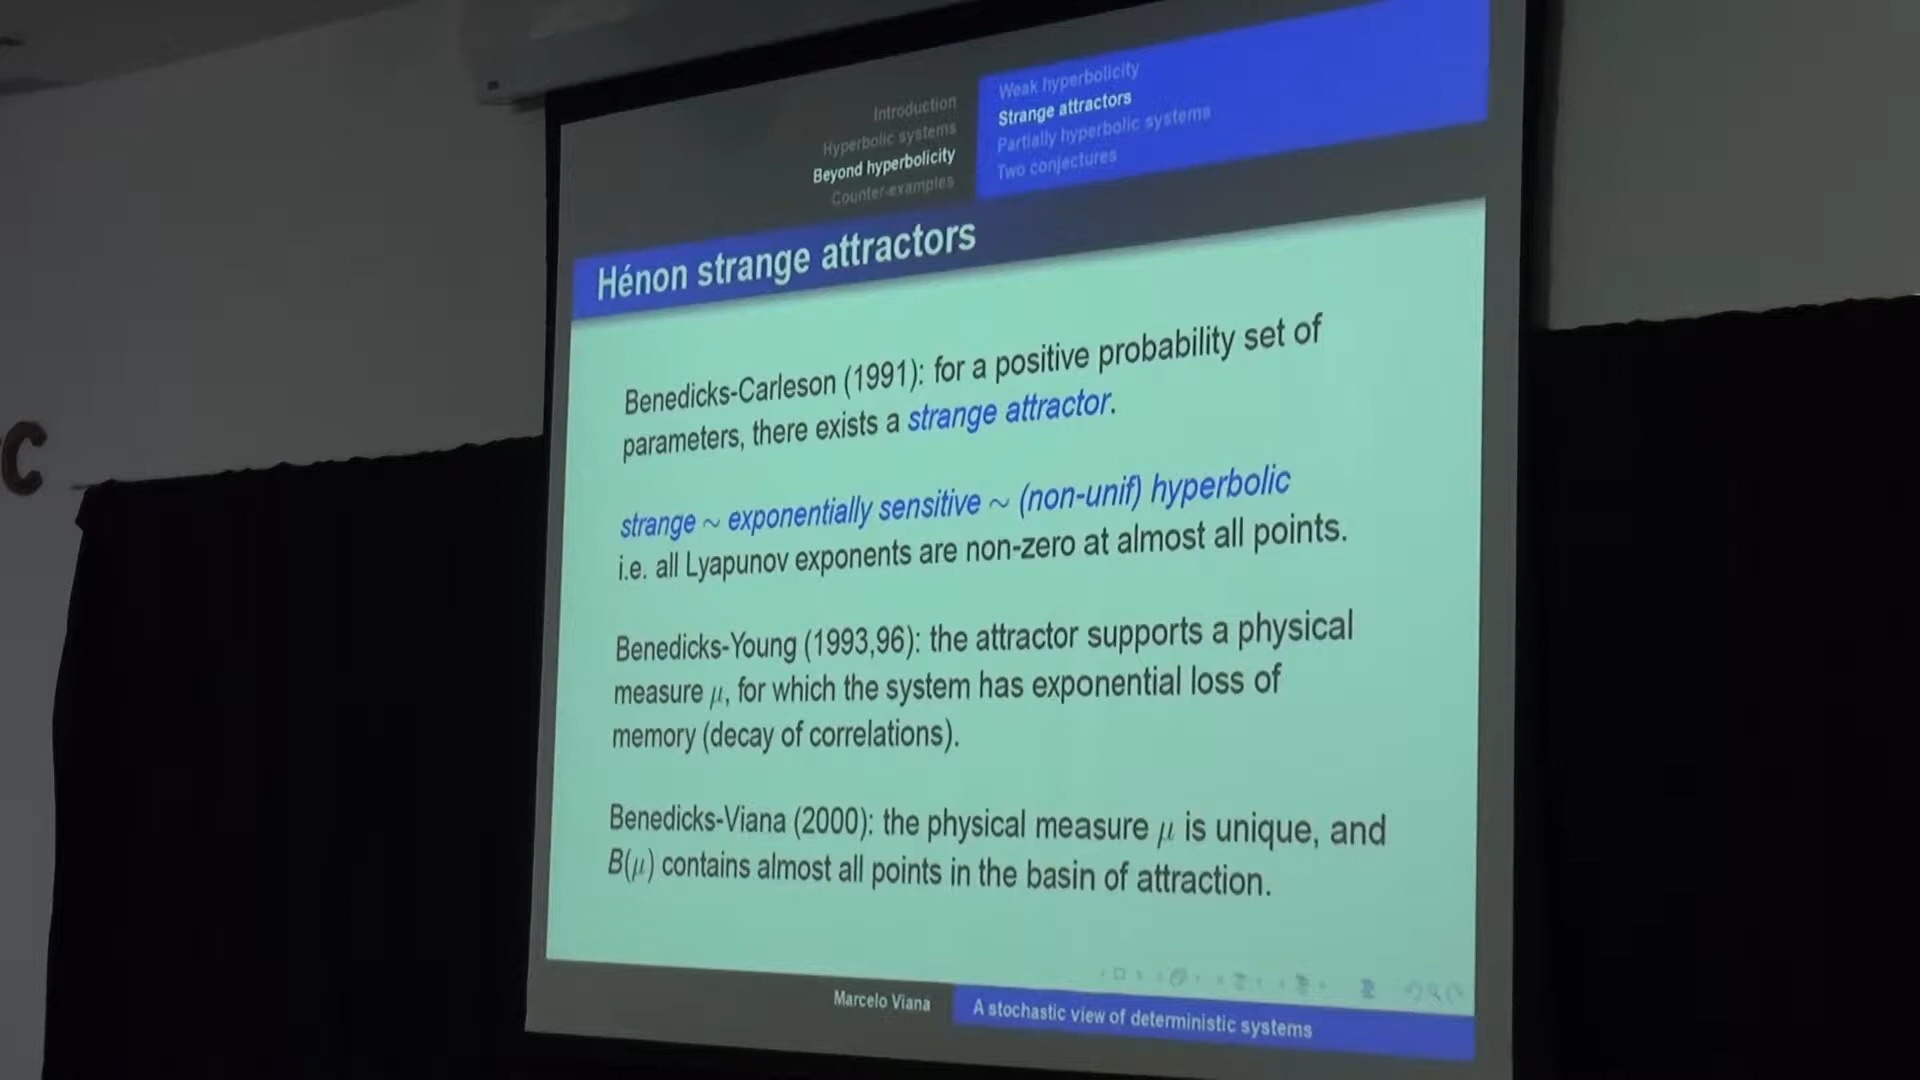 Introduction
Hyperbolic systems
Beyond hyperbolicity
Counter-examples
Weak hyperbolicity
Strange attractors
Partially hyperbolic systems
Two conjectures
Hénon strange attractors
Benedicks-Carleson (1991): for a positive probability set of
parameters, there exists a strange attractor.
strange ~ exponentially sensitive ~ (non-unif) hyperbolic
i.e. all Lyapunov exponents are non-zero at almost all points.
Benedicks-Young (1993,96): the attractor supports a physical
measure μ, for which the system has exponential loss of
memory (decay of correlations).
Benedicks-Viana (2000): the physical measure μ is unique, and
B(μ) contains almost all points in the basin of attraction.
Marcelo Viana
A stochastic view of deterministic systems
C